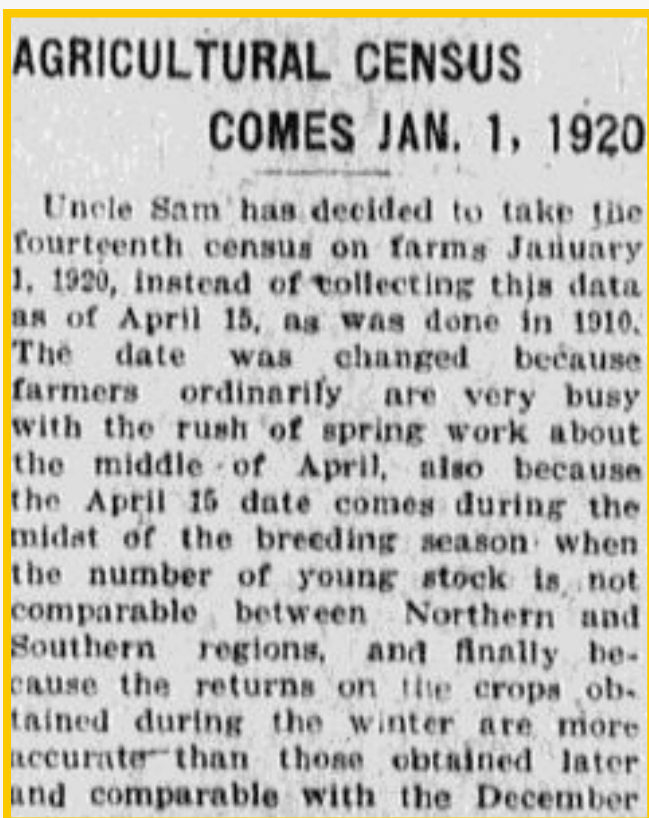 AGRICULTURAL CENSUS
COMES JAN. 1, 1920
Uncle Sam has decided to take the
fourteenth census on farms January
1, 1920, instead of collecting this data
as of April 15, as was done in 1910.
The date was changed because
farmers ordinarily are very busy
with the rush of spring work about
the middle of April, also because
the April 15 date comes during the
midst of the breeding season when
the number of young stock is not
comparable between Northern and
Southern regions, and finally be-
cause the returns on the crops ob-
tained during the winter are more
accurate than those obtained later
and comparable with the December